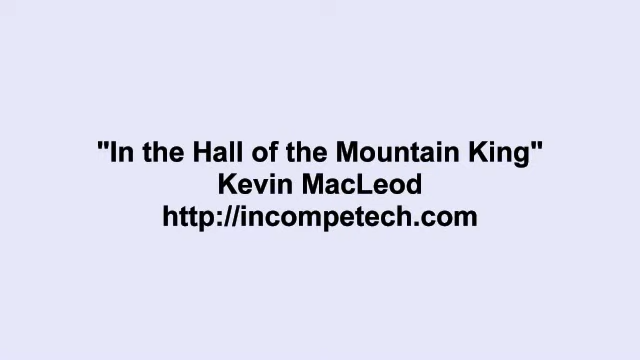 "In the Hall of the Mountain King"
Kevin MacLeod
http://incompetech.com